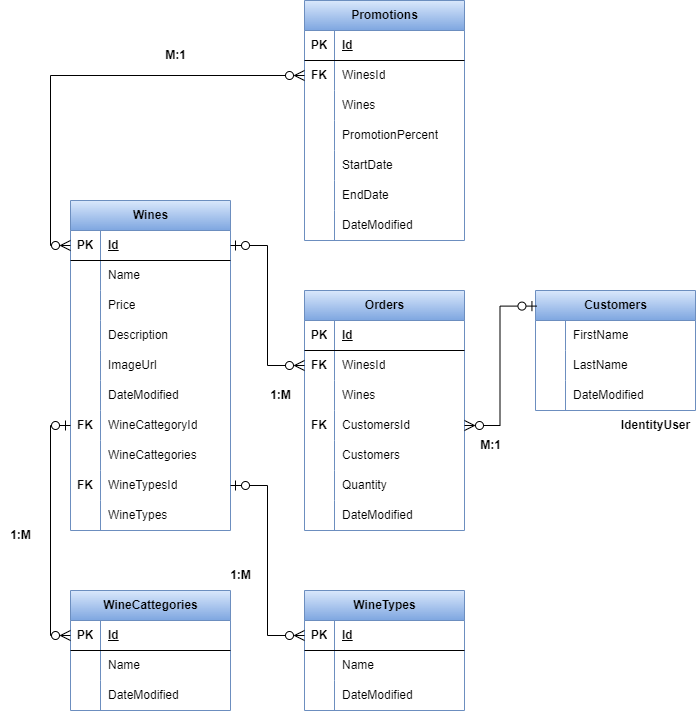 Promotions
PK Id
M:1
FK WinesId
Wines
PromotionPercent
StartDate
EndDate
DateModified
Wines
PK Id
Name
Price
Description
ImageUrl
DateModified
FK WineCattegoryId
WineCattegories
FK WineTypesId
WineTypes
Orders
PK Id
FK WinesId
1:M
Wines
FK CustomersId
Customers
Quantity
DateModified
Customers
FirstName
LastName
DateModified
IdentityUser
M:1
1:M
1:M
WineCattegories
PK Id
Name
DateModified
WineTypes
PK Id
Name
DateModified